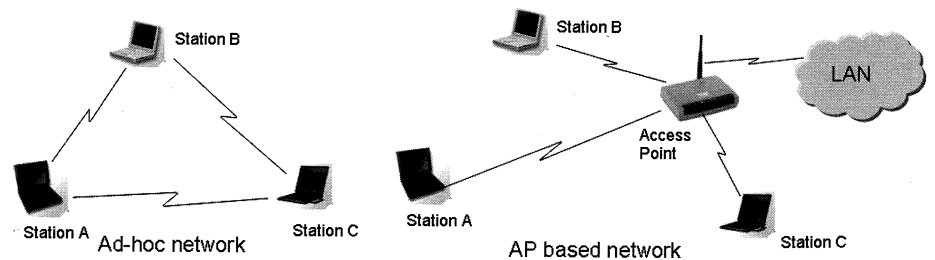 Station B
Station A
Station C
Ad-hoc network
Station B
LAN
Access
Point
Station A
Station C
AP based network